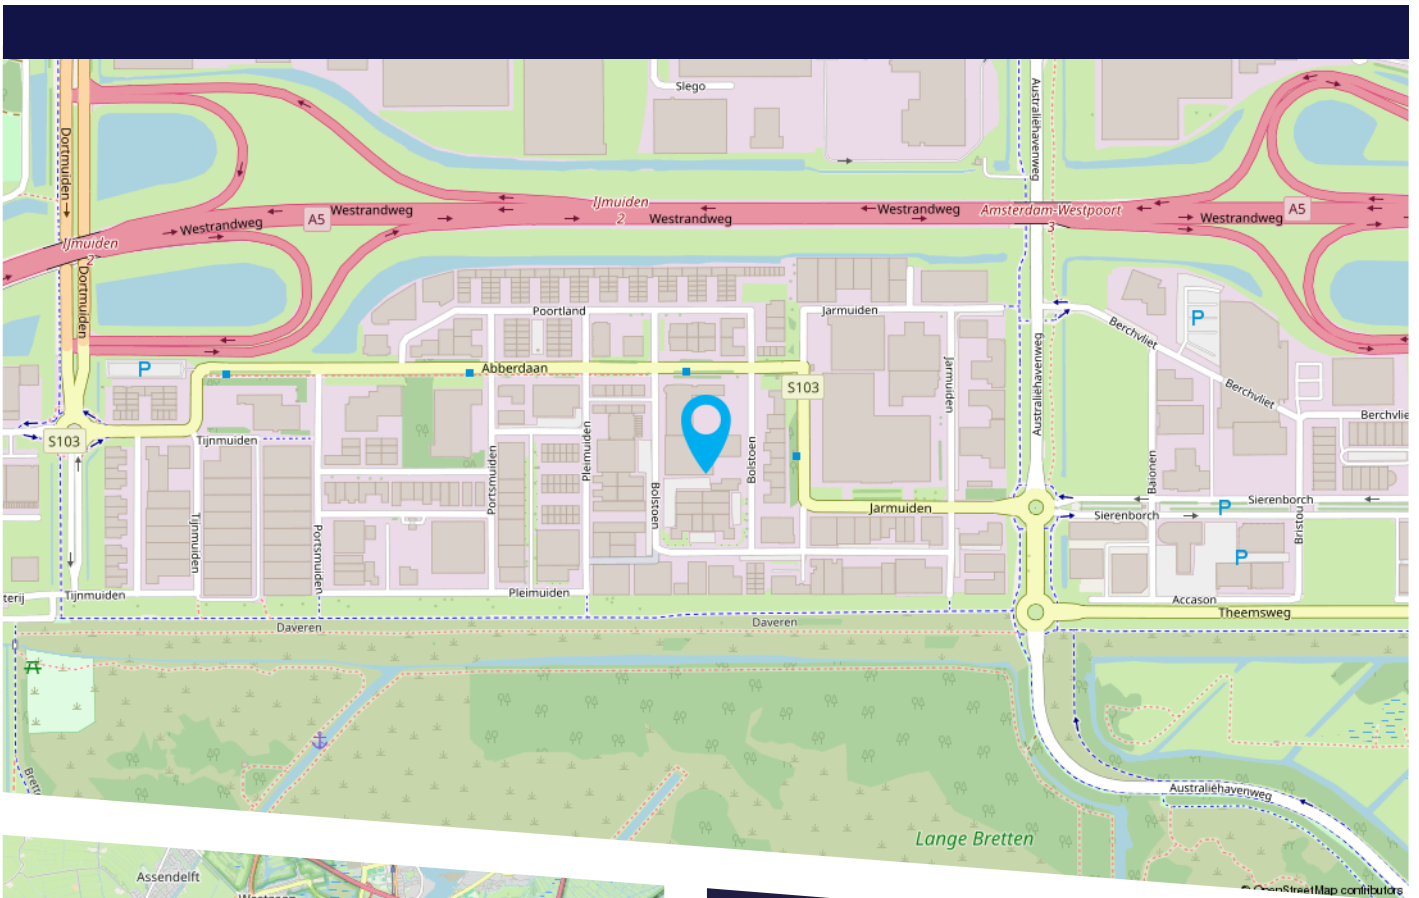 Slego
Australiëhavenweg
Dortmuiden
A5
Westrandweg
Westrandweg
IJmuiden
2
Westrandweg
Westrandweg
Amsterdam-Westpoort
3
Westrandweg
A5
IJmuiden
2
Dortmuiden
Poortland
Jarmuiden
Berchvliet
P
P
Abberdaan
S103
Jarmuiden
Australiëhavenweg
Berchvliet
Berchvlie
S103
Tijnmuiden
Pleimuiden
Portsmuiden
Bolstoen
Bolstoen
Baionen
Tijnmuiden
Portsmuiden
Jarmuiden
Sierenborch
P
Sierenborch
Bristol
P
terij
Tijnmuiden
Pleimuiden
Accason
Theemsweg
Daveren
Daveren
Brette
Australiëhavenweg
Lange Bretten
Assendelft
© OpenStreetMap contributors